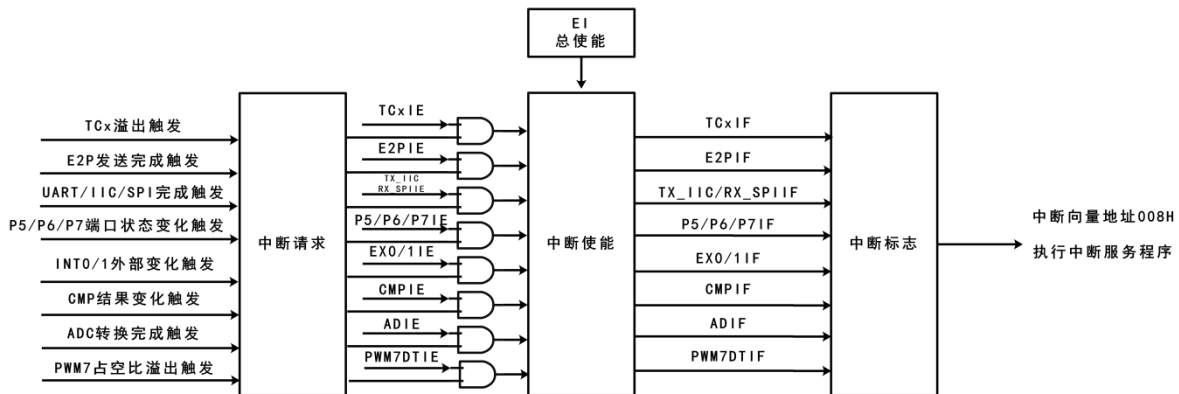 EI
总使能
TCx溢出触发
E2P发送完成触发
UART/IIC/SPI完成触发
P5/P6/P7端口状态变化触发
INT0/1外部变化触发
CMP结果变化触发
ADC转换完成触发
PWM7占空比溢出触发
中断请求
TCxIE
E2PIE
TX_IIC
RX_SPIIE
P5/P6/P7IE
EX0/1IE
CMPIE
ADIE
PWM7DTIE
中断使能
TCxIF
E2PIF
TX_IIC/RX_SPIIF
P5/P6/P7IF
EX0/1IF
CMPIF
ADIF
PWM7DTIF
中断标志
中断向量地址008H
执行中断服务程序